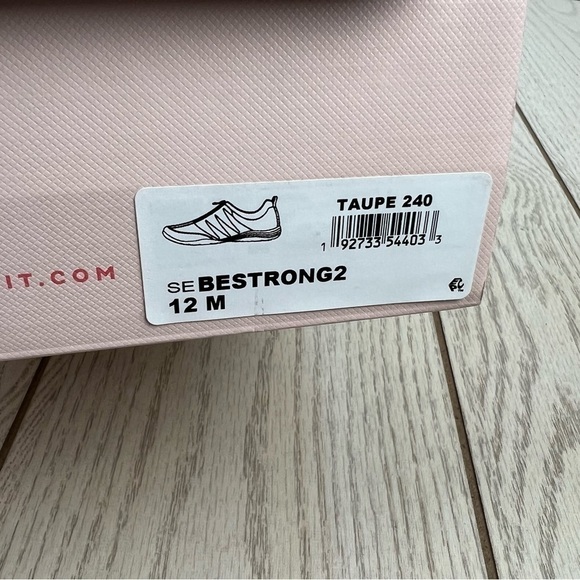 TAUPE 240
1 92733 54403 3
IT.COM
SE BESTRONG2
12 M